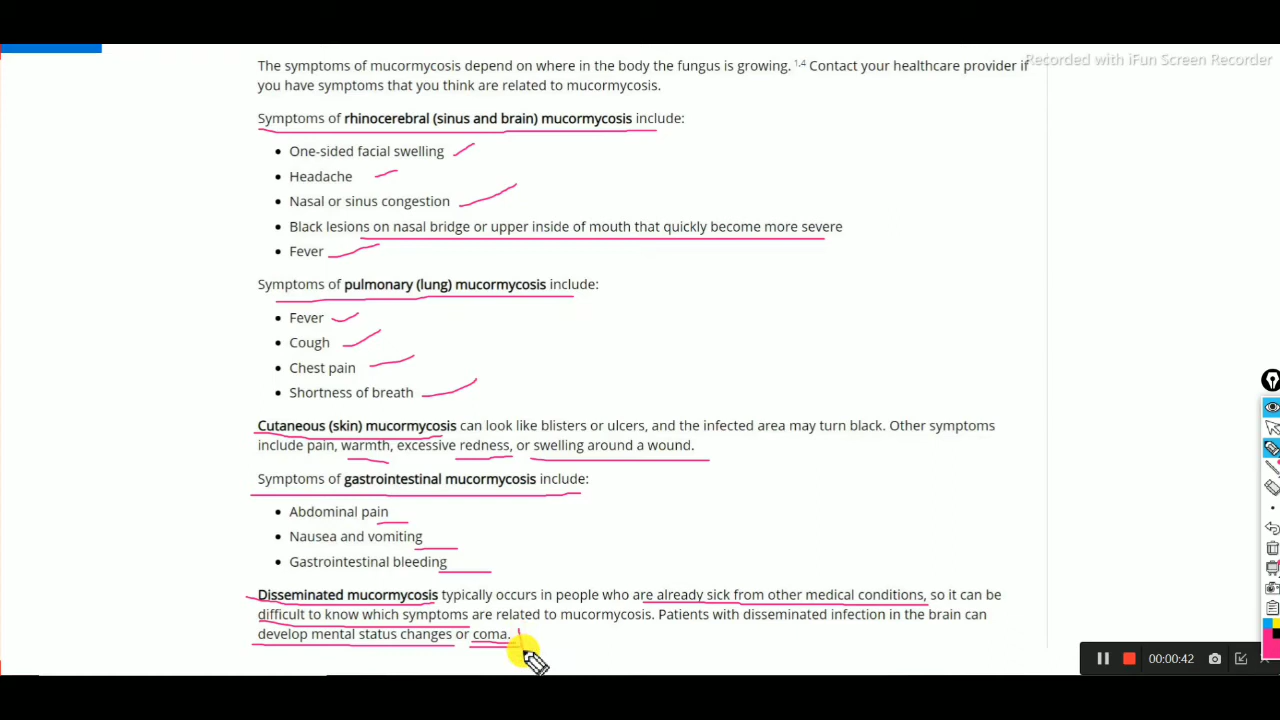 The symptoms of mucormycosis depend on where in the body the fungus is growing. 1,4 Contact your healthcare provider if
Recorded with iFun Screen Recorder
you have symptoms that you think are related to mucormycosis.
Symptoms of rhinocerebral (sinus and brain) mucormycosis include:
• One-sided facial swelling
• Headache
• Nasal or sinus congestion
• Black lesions on nasal bridge or upper inside of mouth that quickly become more severe
• Fever
Symptoms of pulmonary (lung) mucormycosis include:
• Fever
• Cough
• Chest pain
• Shortness of breath
Cutaneous (skin) mucormycosis can look like blisters or ulcers, and the infected area may turn black. Other symptoms
include pain, warmth, excessive redness, or swelling around a wound.
Symptoms of gastrointestinal mucormycosis include:
• Abdominal pain
• Nausea and vomiting
• Gastrointestinal bleeding
Disseminated mucormycosis typically occurs in people who are already sick from other medical conditions, so it can be
difficult to know which symptoms are related to mucormycosis. Patients with disseminated infection in the brain can
develop mental status changes or coma.
00:00:42